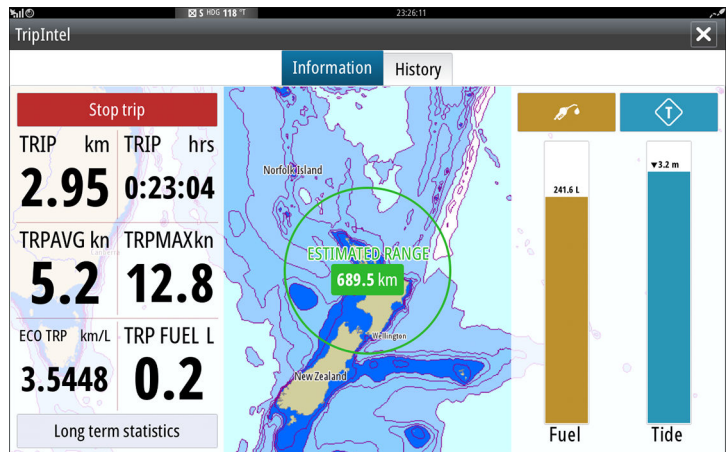 S HDG 118 °T
23:26:11
TripIntel
Information
History
Stop trip
TRIP km
TRIP hrs
2.95
0:23:04
TRPAVG kn
TRPMAX kn
5.2
12.8
ECO TRP km/L
TRP FUEL L
3.5448
0.2
Long term statistics
Norfolk Island
ESTIMATED RANGE
689.5 km
Wellington
New Zealand
241.6 L
▼3.2 m
T
Fuel
Tide